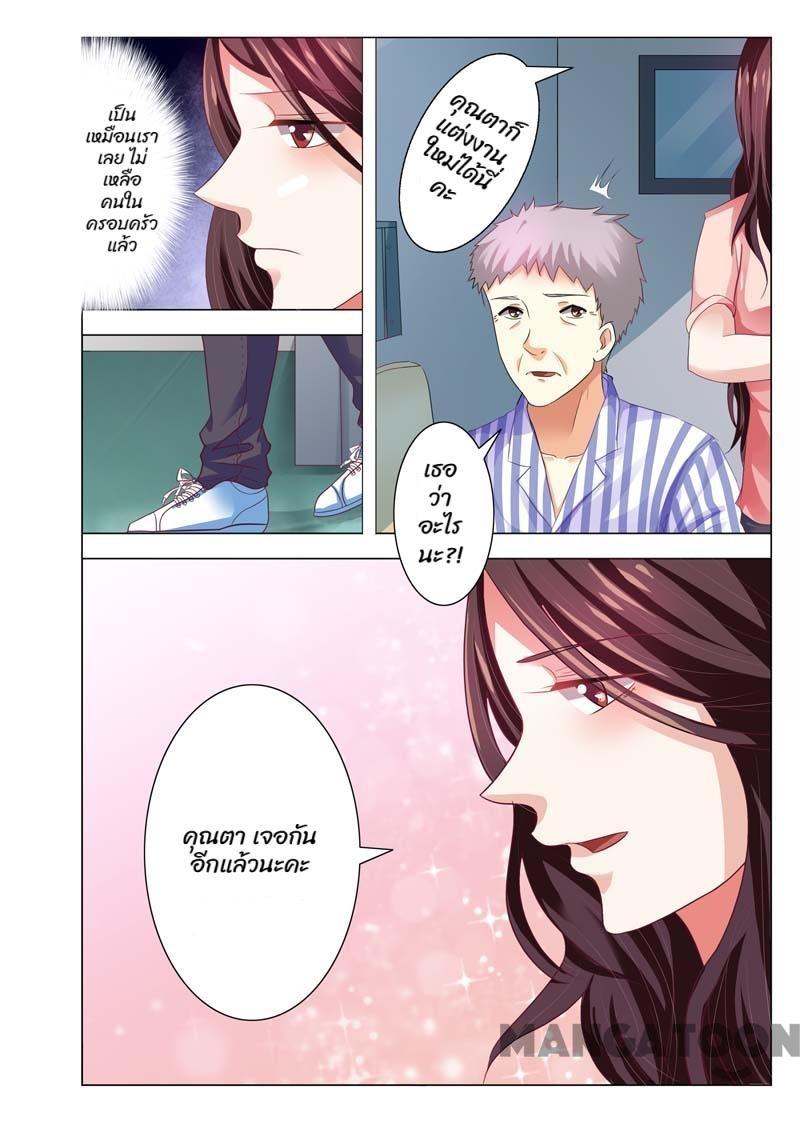 เป็น
เหมือนเรา
เลย ไม่
เหลือ
คนใน
ครอบครัว
แล้ว
คุณตาก็
แต่งงาน
ใหม่ได้นี่
คะ
เธอ
ว่า
อะไร
นะ?!
คุณตา เจอกัน
อีกแล้วนะคะ
MANGATOON